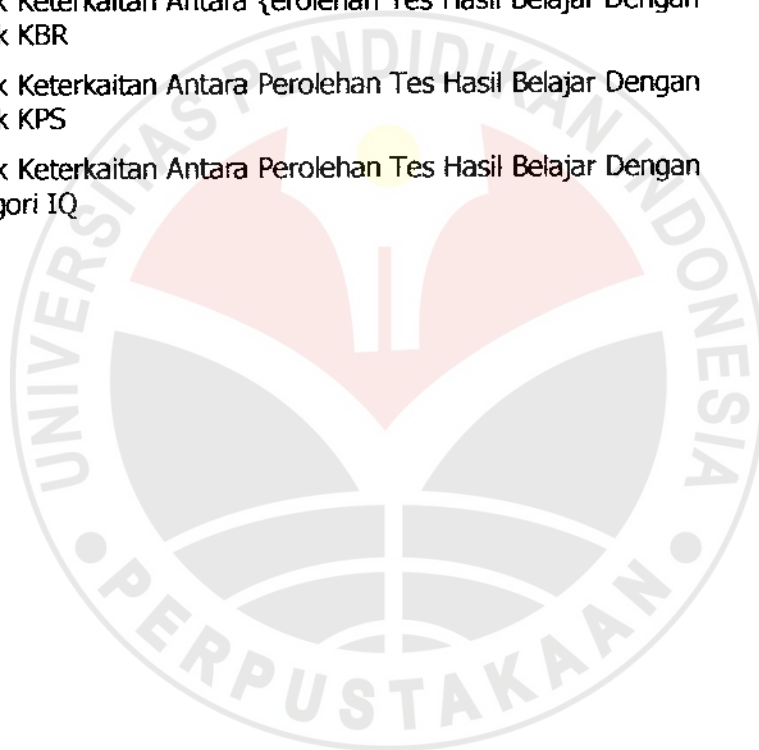 k Keterkaitan Antara {erolehan Tes Hasil Belajar Dengan
k KBR
k Keterkaitan Antara Perolehan Tes Hasil Belajar Dengan
k KPS
k Keterkaitan Antara Perolehan Tes Hasil Belajar Dengan
gori IQ
UNIVERSITAS PENDIDIKAN INDONESIA
PERPUSTAKAAN